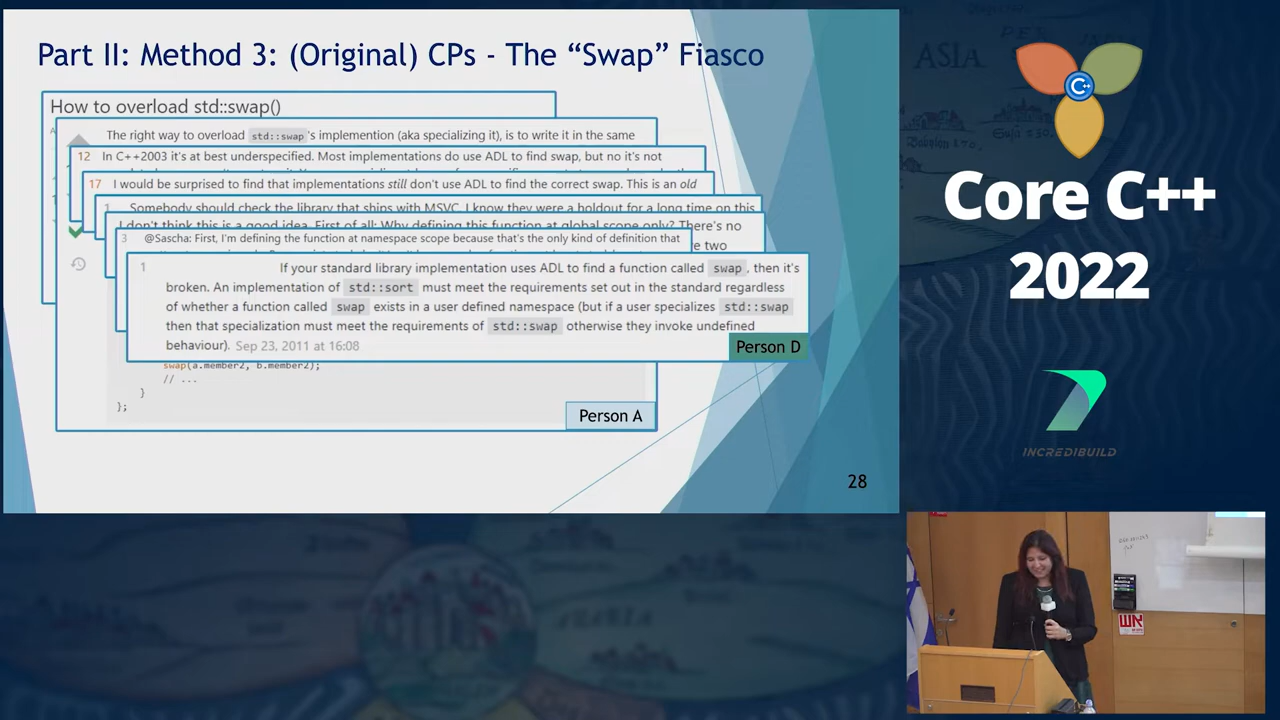 Part II: Method 3: (Original) CPs - The “Swap” Fiasco
How to overload std::swap()
The right way to overload std::swap 's implemention (aka specializing it), is to write it in the same
12 In C++2003 it's at best underspecified. Most implementations do use ADL to find swap, but no it's not
17 I would be surprised to find that implementations still don't use ADL to find the correct swap. This is an old
1 Somebody should check the library that ships with MSVC. I know they were a holdout for a long time on this
I don't think this is a good idea. First of all: Why defining this function at global scope only? There's no
3 @Sascha: First, I'm defining the function at namespace scope because that's the only kind of definition that
re two
1 If your standard library implementation uses ADL to find a function called swap , then it's
broken. An implementation of std::sort must meet the requirements set out in the standard regardless
of whether a function called swap exists in a user defined namespace (but if a user specializes std::swap
then that specialization must meet the requirements of std::swap otherwise they invoke undefined
behaviour). Sep 23, 2011 at 16:08
Person D
swap(a.member2, b.member2);
// ...
}
};
Person A
28
ASIA
Core C++
2022
C++
INCREDIBUILD